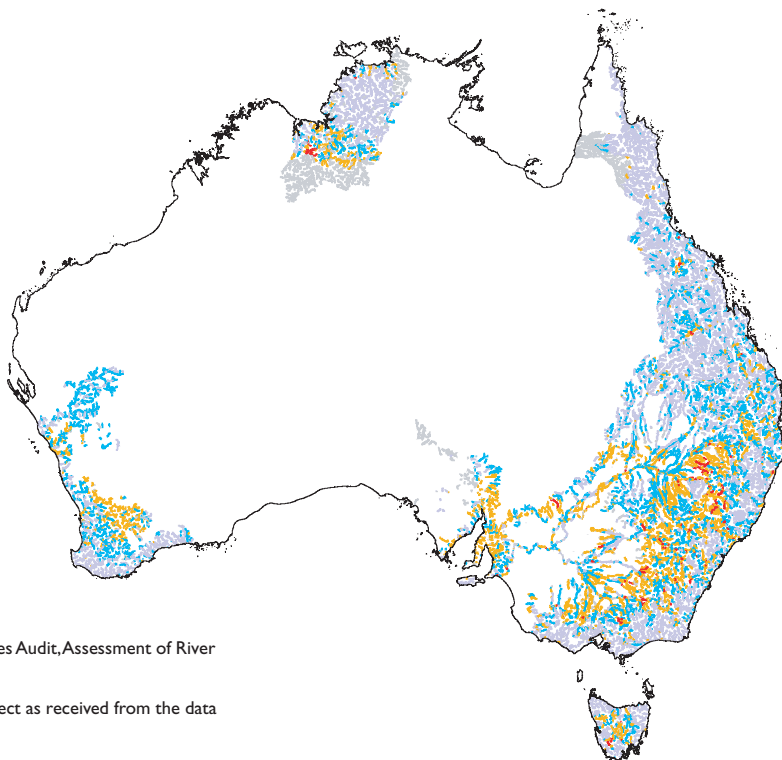 es Audit, Assessment of River
ect as received from the data